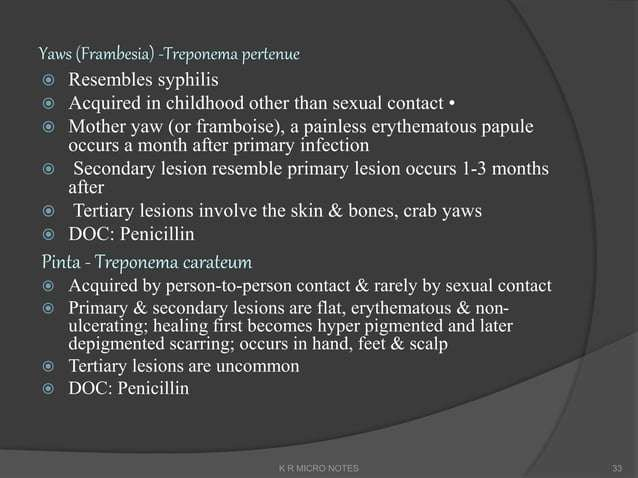 Yaws (Frambesia) -Treponema pertenue
Resembles syphilis
Acquired in childhood other than sexual contact •
Mother yaw (or framboise), a painless erythematous papule
occurs a month after primary infection
Secondary lesion resemble primary lesion occurs 1-3 months
after
Tertiary lesions involve the skin & bones, crab yaws
DOC: Penicillin
Pinta - Treponema carateum
Acquired by person-to-person contact & rarely by sexual contact
Primary & secondary lesions are flat, erythematous & non-
ulcerating; healing first becomes hyper pigmented and later
depigmented scarring; occurs in hand, feet & scalp
Tertiary lesions are uncommon
DOC: Penicillin
K R MICRO NOTES 33